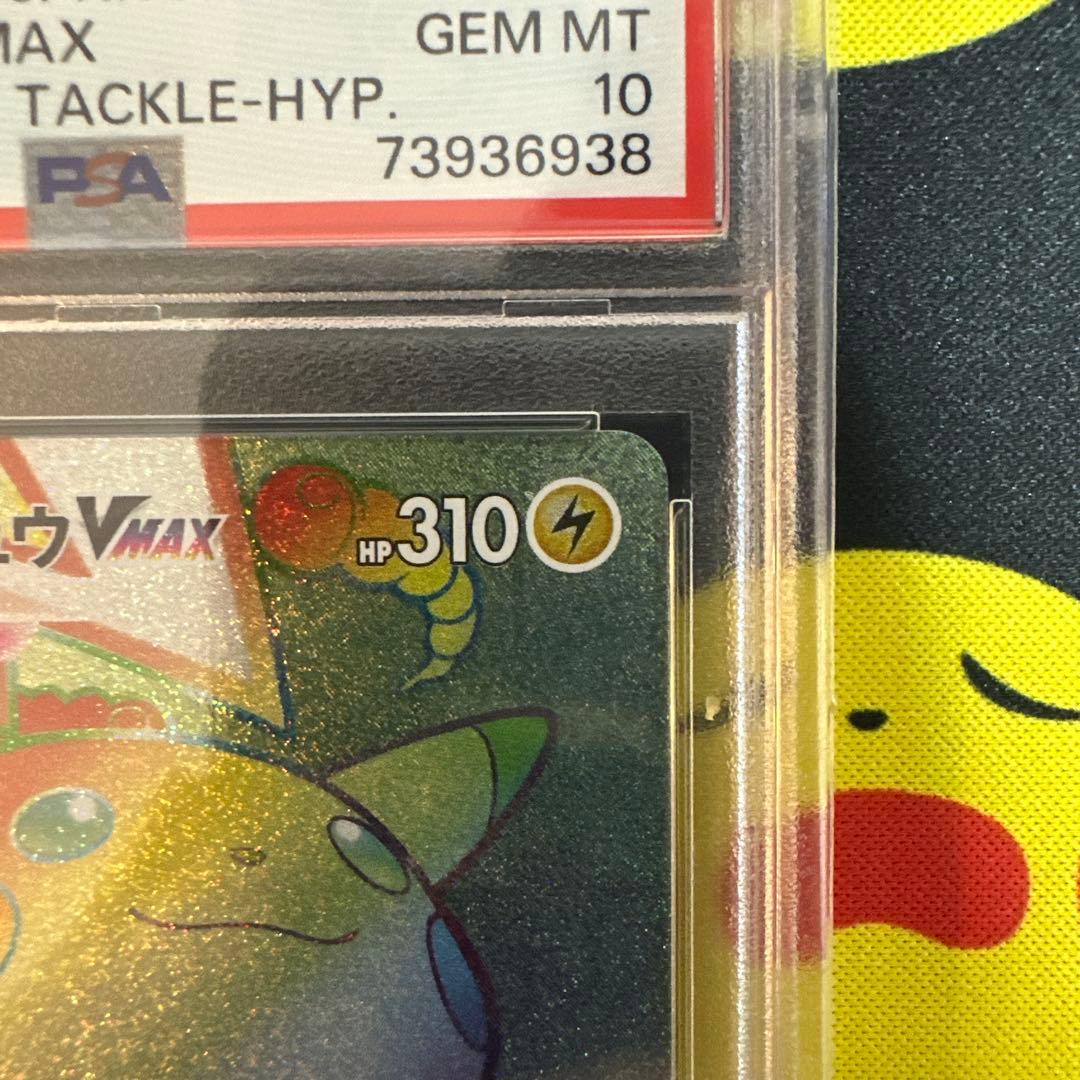 MAX
GEM MT
TACKLE-HYP.
10
PSA
73936938
ュウVMAX
HP310